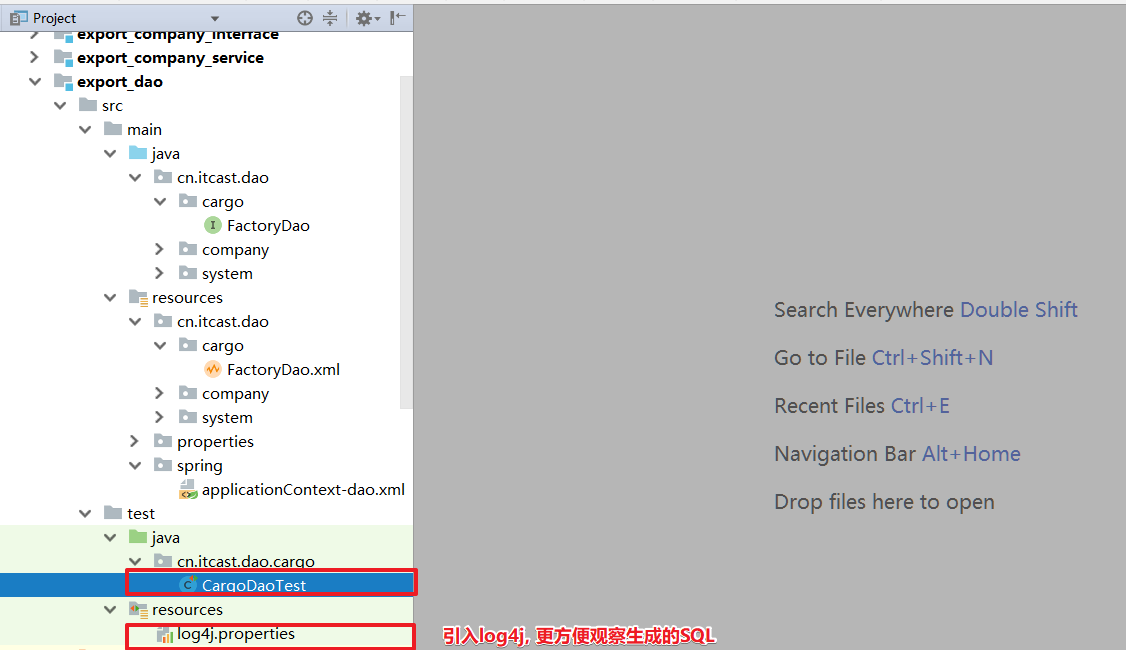 Project
export_company_interface
export_company_service
export_dao
src
main
java
cn.itcast.dao
cargo
FactoryDao
company
system
resources
cn.itcast.dao
cargo
FactoryDao.xml
company
system
properties
spring
applicationContext-dao.xml
test
java
cn.itcast.dao.cargo
CargoDaoTest
resources
log4j.properties
Search Everywhere Double Shift
Go to File Ctrl+Shift+N
Recent Files Ctrl+E
Navigation Bar Alt+Home
Drop files here to open
引入log4j, 更方便观察生成的SQL